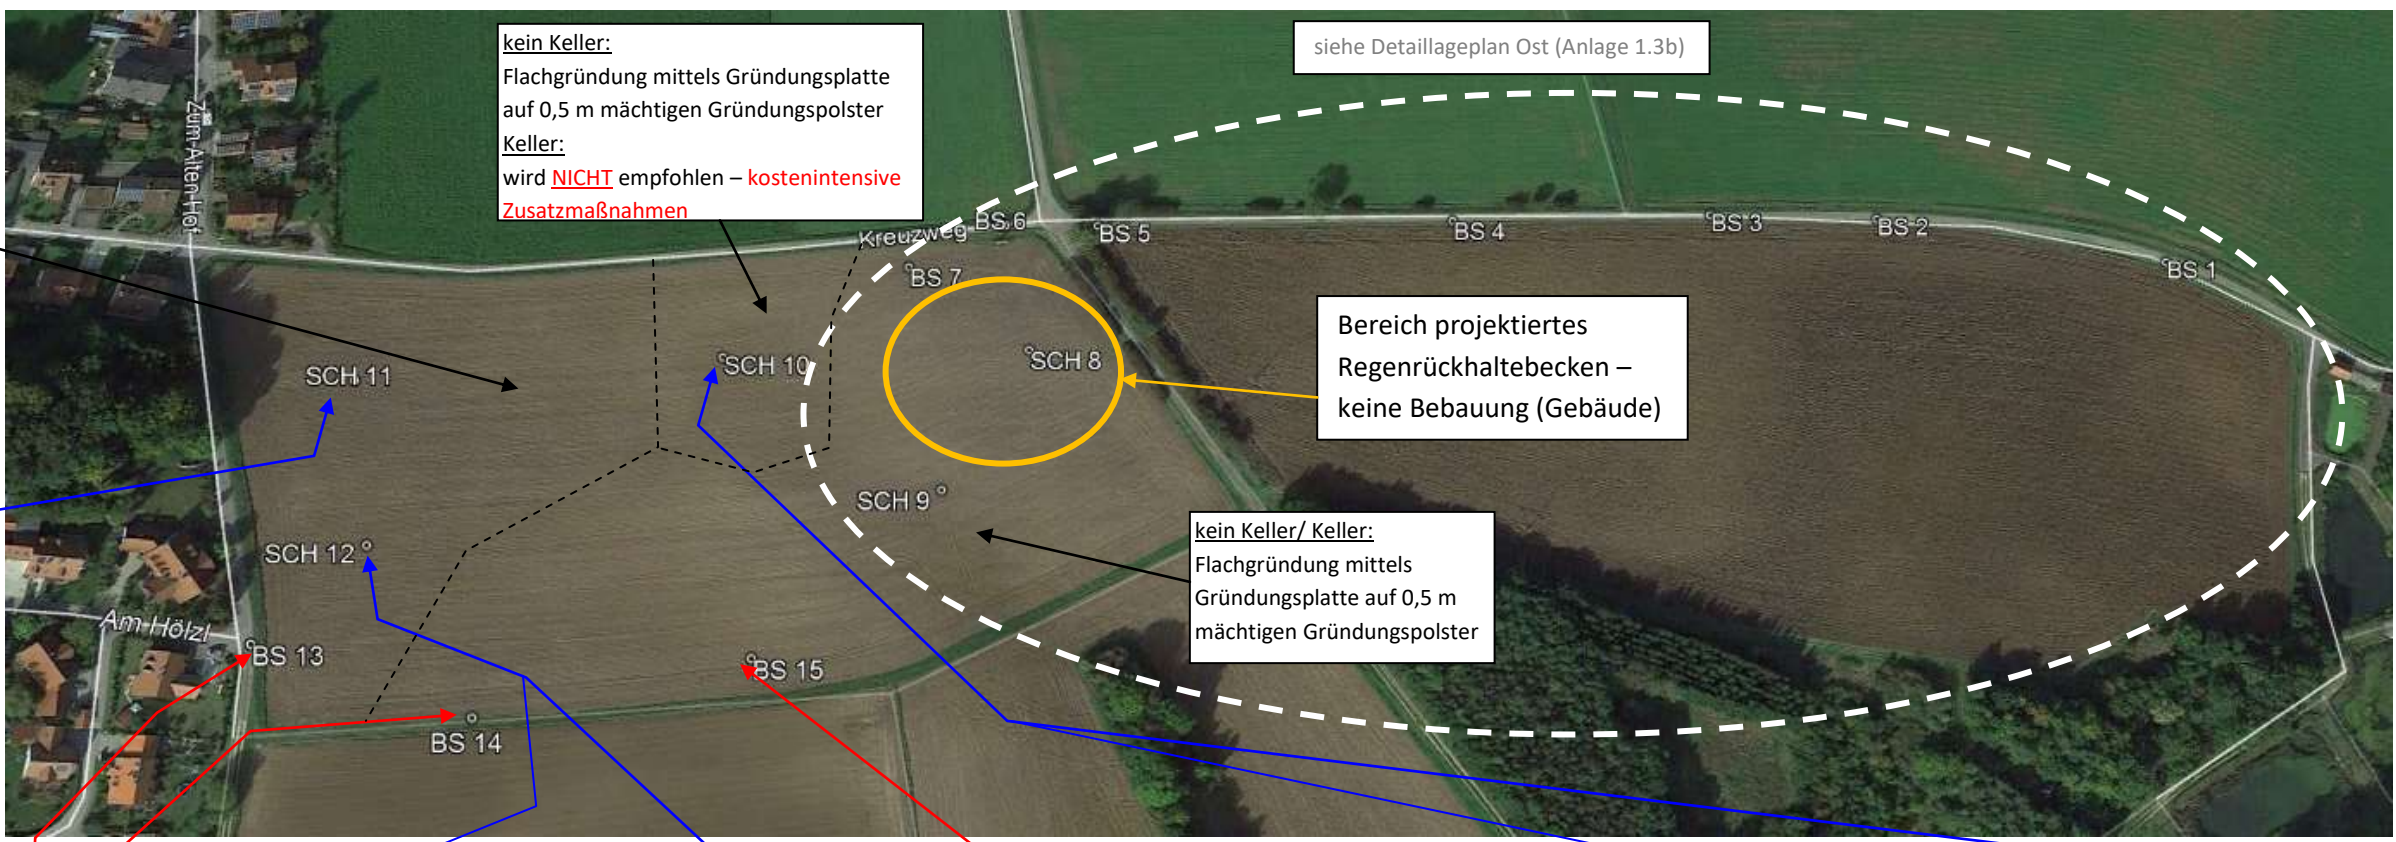 kein Keller:
Flachgründung mittels Gründungsplatte
auf 0,5 m mächtigen Gründungspolster
Keller:
wird NICHT empfohlen – kostenintensive
Zusatzmaßnahmen
siehe Detaillageplan Ost (Anlage 1.3b)
Zum-Alten-Hof
Kreuzweg
BS 6
BS 5
BS 4
BS 3
BS 2
BS 1
BS 7
SCH 8
SCH 10
SCH 11
Bereich projektiertes
Regenrückhaltebecken –
keine Bebauung (Gebäude)
SCH 9
kein Keller/ Keller:
Flachgründung mittels
Gründungsplatte auf 0,5 m
mächtigen Gründungspolster
SCH 12
Am Hölzl
BS 13
BS 15
BS 14